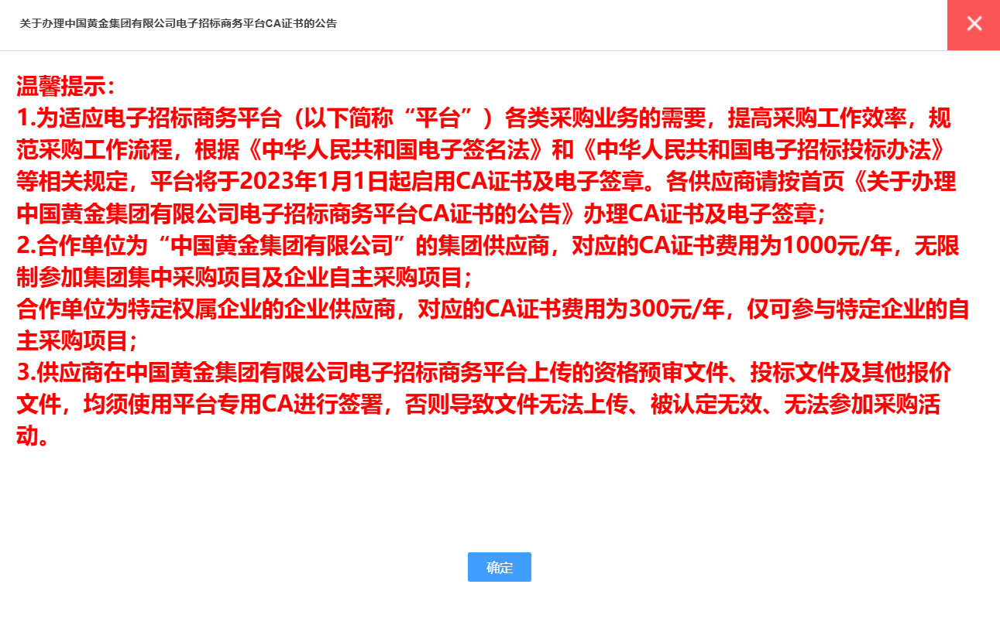 关于办理中国黄金集团有限公司电子招标商务平台CA证书的公告
温馨提示：
1.为适应电子招标商务平台（以下简称“平台”）各类采购业务的需要，提高采购工作效率，规
范采购工作流程，根据《中华人民共和国电子签名法》和《中华人民共和国电子招标投标办法》
等相关规定，平台将于2023年1月1日起启用CA证书及电子签章。各供应商请按首页《关于办理
中国黄金集团有限公司电子招标商务平台CA证书的公告》办理CA证书及电子签章；
2.合作单位为“中国黄金集团有限公司”的集团供应商，对应的CA证书费用为1000元/年，无限
制参加集团集中采购项目及企业自主采购项目；
合作单位为特定权属企业的企业供应商，对应的CA证书费用为300元/年，仅可参与特定企业的自
主采购项目；
3.供应商在中国黄金集团有限公司电子招标商务平台上传的资格预审文件、投标文件及其他报价
文件，均须使用平台专用CA进行签署，否则导致文件无法上传、被认定无效、无法参加采购活
动。
确定